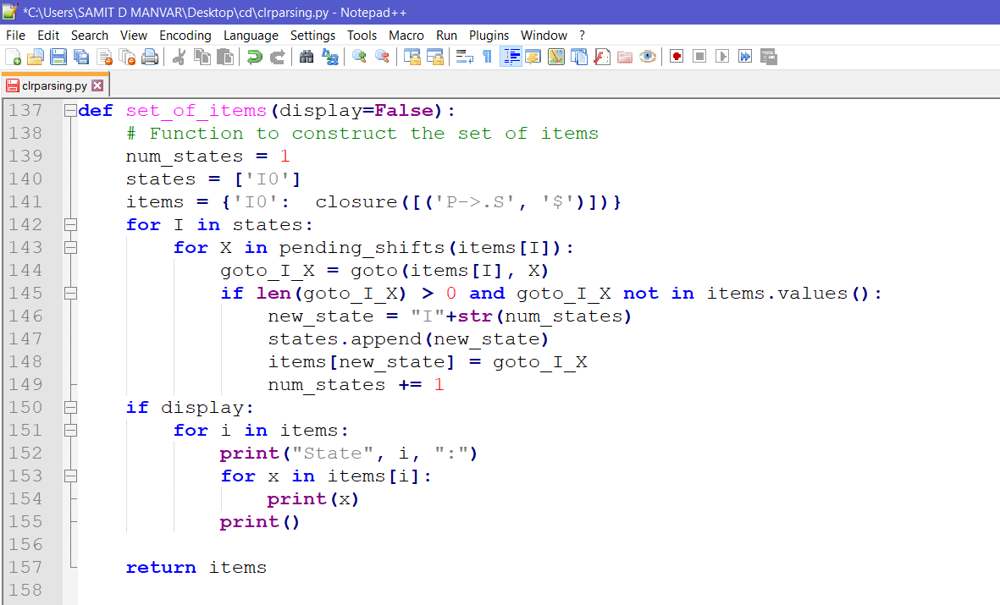 *C:\Users\SAMIT D MANVAR\Desktop\cd\clrparsing.py - Notepad++
File Edit Search View Encoding Language Settings Tools Macro Run Plugins Window ?
clrparsing.py
137 def set_of_items(display=False):
138     # Function to construct the set of items
139     num_states = 1
140     states = ['I0']
141     items = {'I0':  closure([('P->.S', '$')])}
142     for I in states:
143         for X in pending_shifts(items[I]):
144             goto_I_X = goto(items[I], X)
145             if len(goto_I_X) > 0 and goto_I_X not in items.values():
146                 new_state = "I"+str(num_states)
147                 states.append(new_state)
148                 items[new_state] = goto_I_X
149                 num_states += 1
150     if display:
151         for i in items:
152             print("State", i, ":")
153             for x in items[i]:
154                 print(x)
155             print()
156
157     return items
158